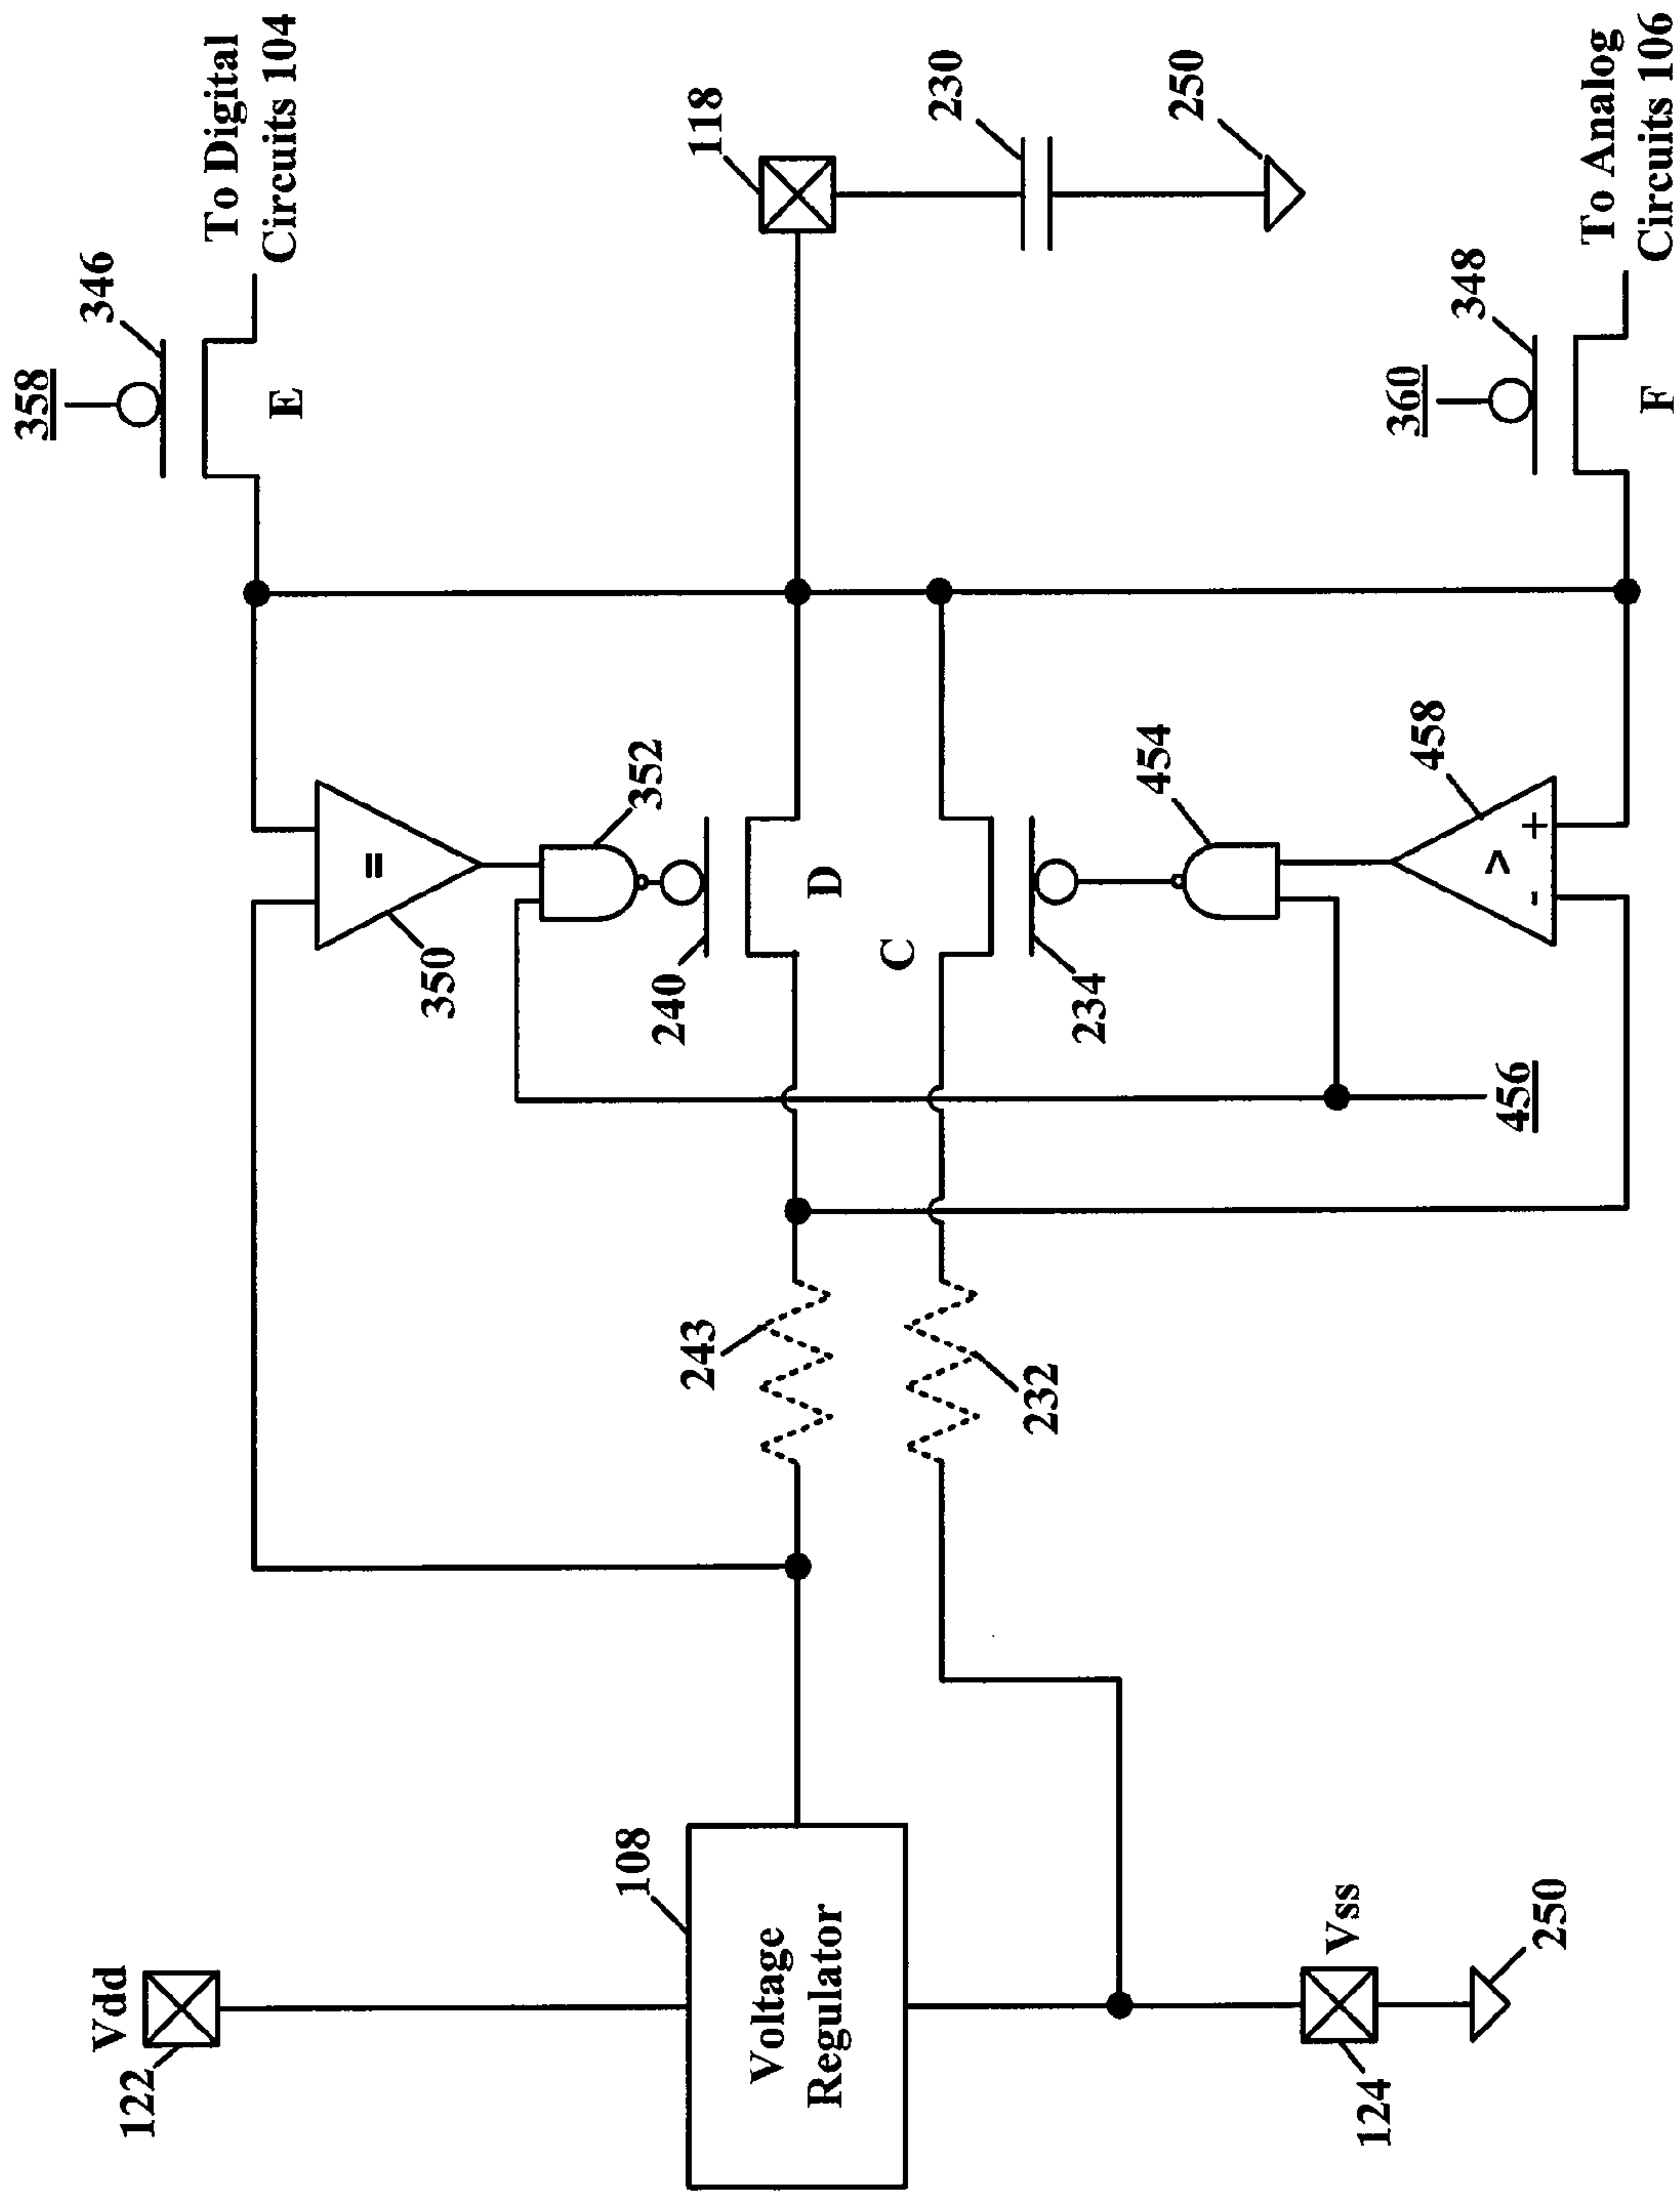 358
346
Vdd
122
To Digital
Circuits 104
E
=
350
108
352
240
243
118
Voltage
Regulator
D
C
230
232
234
454
250
Vss
124
360
458
348
>
456
- +
250
To Analog
Circuits 106
F